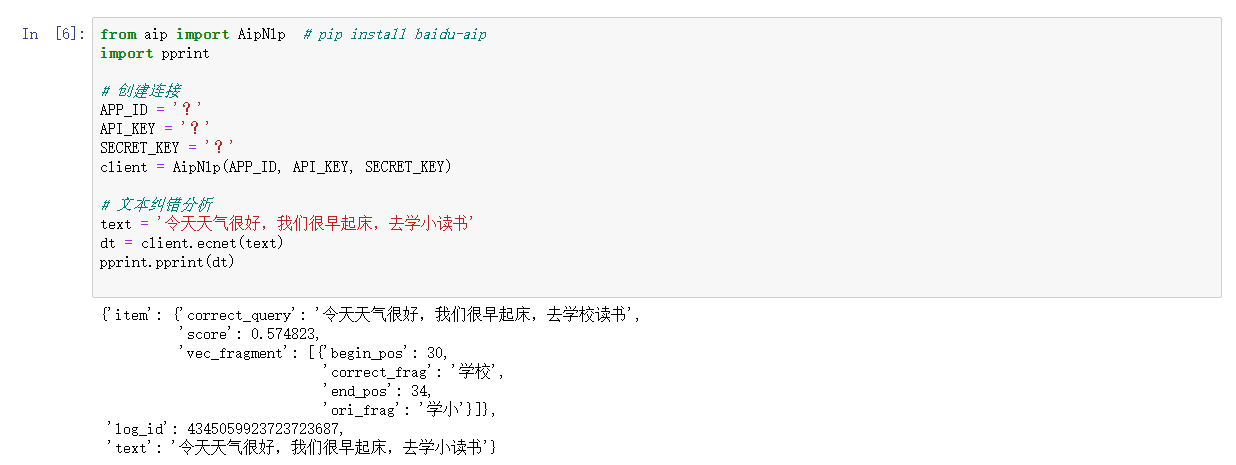 In [6]:
from aip import AipNlp  # pip install baidu-aip
import pprint
# 创建连接
APP_ID = '？'
API_KEY = '？'
SECRET_KEY = '？'
client = AipNlp(APP_ID, API_KEY, SECRET_KEY)
# 文本纠错分析
text = '令天天气很好，我们很早起床，去学小读书'
dt = client.ecnet(text)
pprint.pprint(dt)
{'item': {'correct_query': '令天天气很好，我们很早起床，去学校读书',
'score': 0.574823,
'vec_fragment': [{'begin_pos': 30,
'correct_frag': '学校',
'end_pos': 34,
'ori_frag': '学小'}]},
'log_id': 4345059923723723687,
'text': '令天天气很好，我们很早起床，去学小读书'}